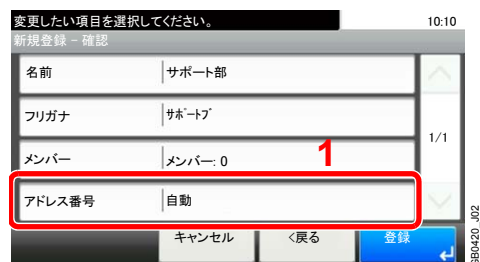 変更したい項目を選択してください。 10:10
新規登録 - 確認
名前 サポート部
フリガナ ｻﾎﾟｰﾄﾌﾞ
1/1
メンバー メンバー: 0
1
アドレス番号 自動
キャンセル <戻る 登録
GB0420_J02